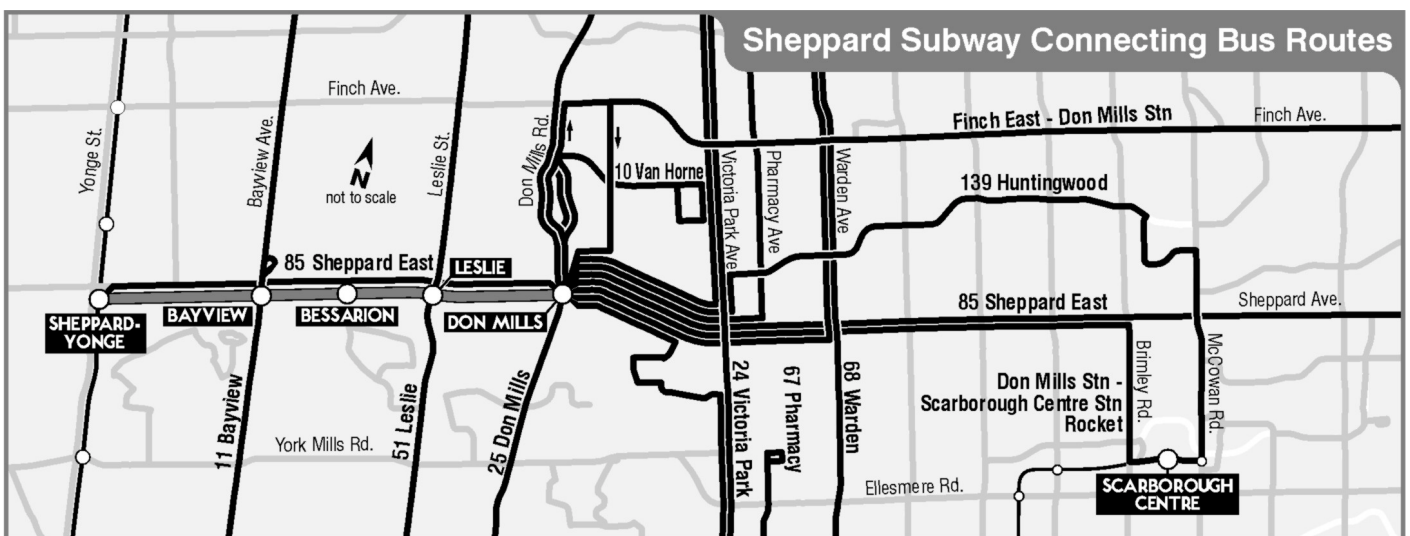 Sheppard Subway Connecting Bus Routes
Finch Ave.
Finch East - Don Mills Stn
Finch Ave.
Yonge St.
Bayview Ave.
N
not to scale
Leslie St.
Don Mills Rd.
10 Van Horne
Victoria Park Ave
Pharmacy Ave
Warden Ave
139 Huntingwood
85 Sheppard East
LESLIE
SHEPPARD-
YONGE
BAYVIEW
BESSARION
DON MILLS
85 Sheppard East
Sheppard Ave.
11 Bayview
51 Leslie
25 Don Mills
24 Victoria Park
67 Pharmacy
68 Warden
Don Mills Stn -
Scarborough Centre Stn
Rocket
Brimley Rd.
McCowan Rd.
York Mills Rd.
Ellesmere Rd.
SCARBOROUGH
CENTRE